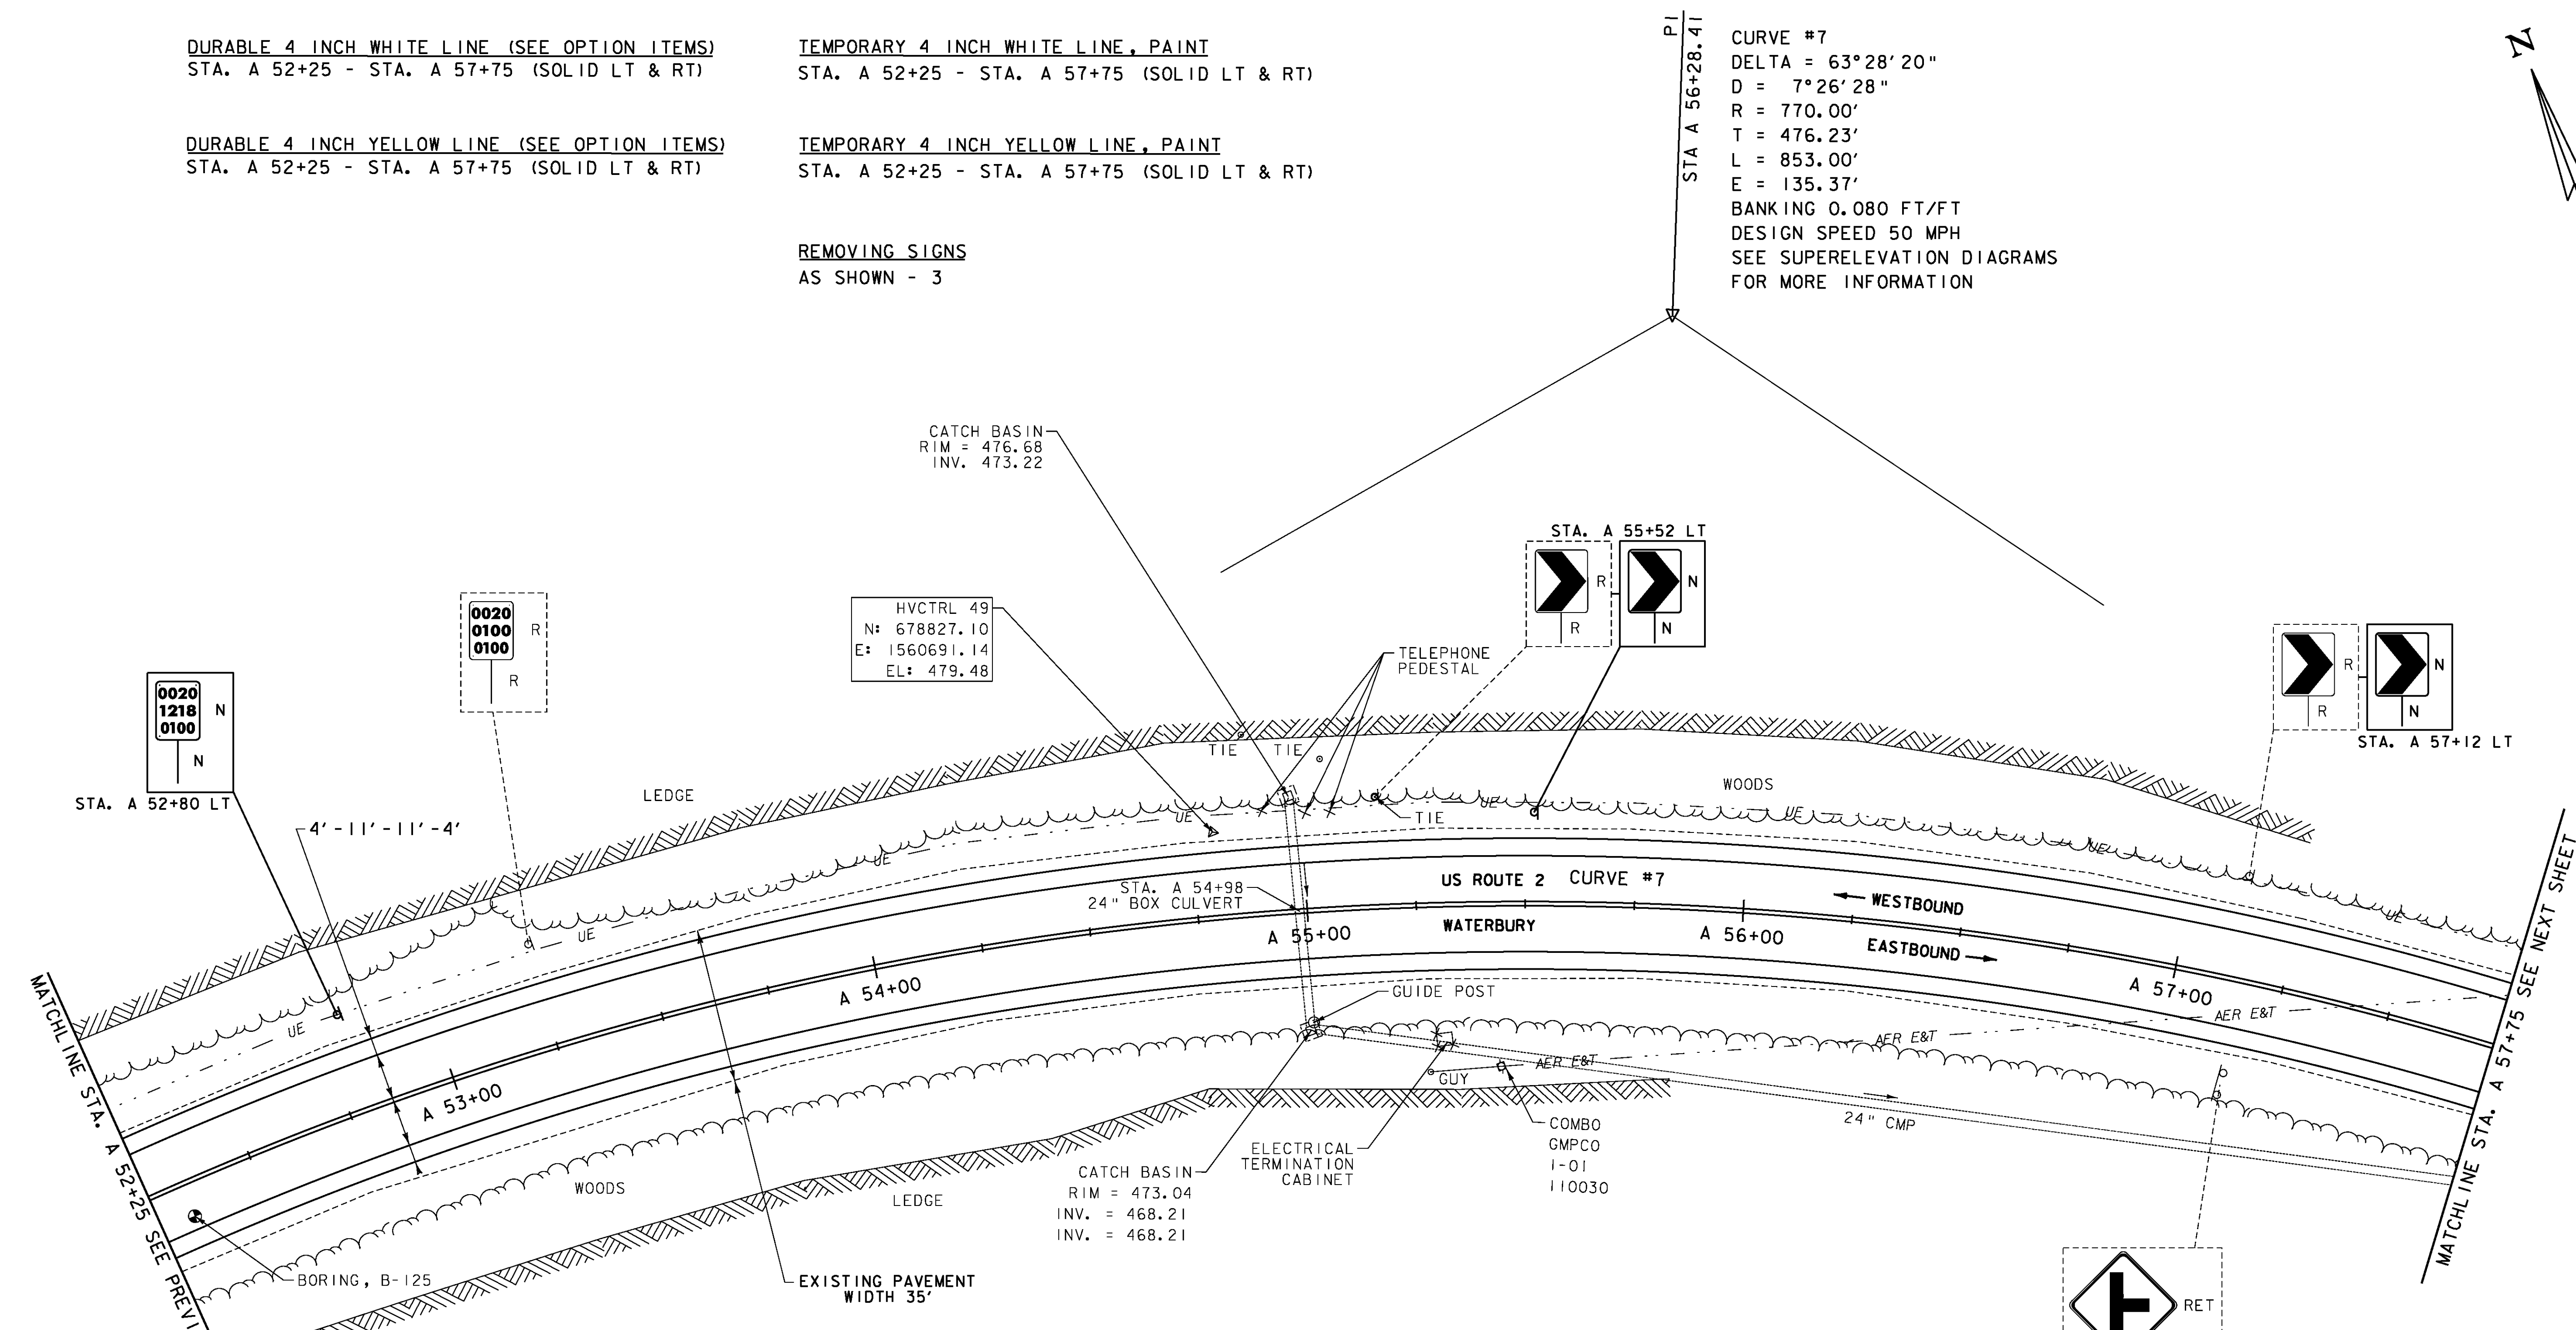 DURABLE 4 INCH WHITE LINE (SEE OPTION ITEMS)
STA. A 52+25 - STA. A 57+75 (SOLID LT & RT)
DURABLE 4 INCH YELLOW LINE (SEE OPTION ITEMS)
STA. A 52+25 - STA. A 57+75 (SOLID LT & RT)
TEMPORARY 4 INCH WHITE LINE, PAINT
STA. A 52+25 - STA. A 57+75 (SOLID LT & RT)
TEMPORARY 4 INCH YELLOW LINE, PAINT
STA. A 52+25 - STA. A 57+75 (SOLID LT & RT)
REMOVING SIGNS
AS SHOWN - 3
PI
STA A 56+28.41
CURVE #7
DELTA = 63°28'20"
D = 7°26'28"
R = 770.00'
T = 476.23'
L = 853.00'
E = 135.37'
BANKING 0.080 FT/FT
DESIGN SPEED 50 MPH
SEE SUPERELEVATION DIAGRAMS
FOR MORE INFORMATION
N
CATCH BASIN
RIM = 476.68
INV. 473.22
HVCTRL 49
N: 678827.10
E: 1560691.14
EL: 479.48
STA. A 55+52 LT
R
R
N
N
TELEPHONE
PEDESTAL
R
R
N
N
STA. A 57+12 LT
0020
0100
0100
R
R
0020
1218
0100
N
N
STA. A 52+80 LT
4'-11'-11'-4'
LEDGE
TIE
TIE
TIE
WOODS
UE
UE
UE
UE
UE
UE
UE
UE
STA. A 54+98
24" BOX CULVERT
US ROUTE 2
CURVE #7
WATERBURY
WESTBOUND
EASTBOUND
A 53+00
A 54+00
A 55+00
A 56+00
A 57+00
GUIDE POST
AER E&T
AER E&T
AER E&T
GUY
24" CMP
COMBO
GMPCO
1-01
110030
ELECTRICAL
TERMINATION
CABINET
CATCH BASIN
RIM = 473.04
INV. = 468.21
INV. = 468.21
WOODS
LEDGE
BORING, B-125
EXISTING PAVEMENT
WIDTH 35'
MATCHLINE STA. A 52+25 SEE PREVI
MATCHLINE STA. A 57+75 SEE NEXT SHEET
RET